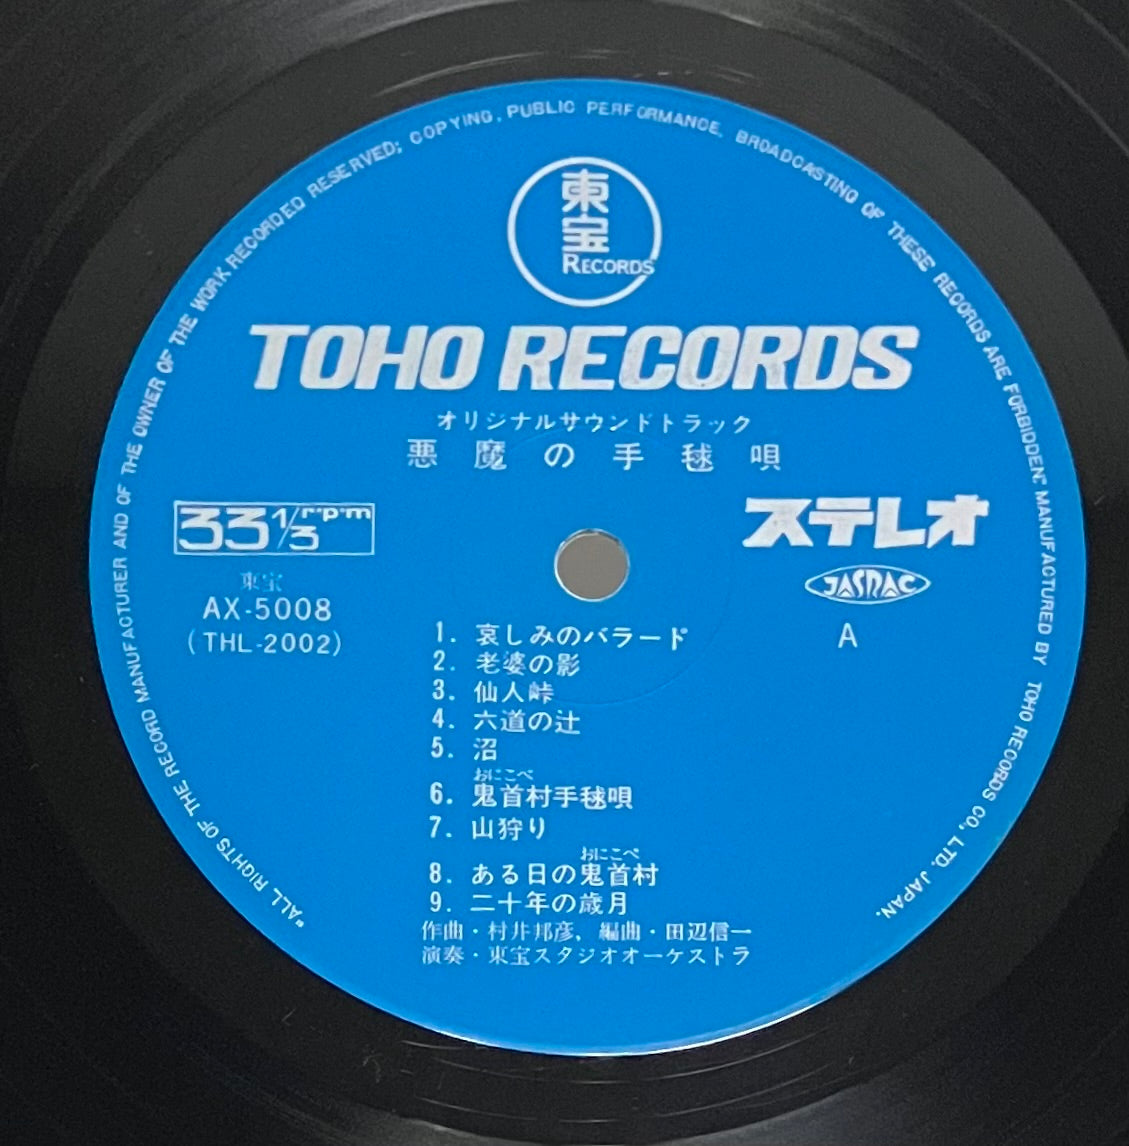 "ALL RIGHTS OF THE RECORD MANUFACTURER AND OF THE OWNER OF THE WORK RECORDED RESERVED; COPYING, PUBLIC PERFORMANCE, BROADCASTING OF THESE RECORDS ARE FORBIDDEN." MANUFACTURED BY TOHO RECORDS CO., LTD. JAPAN.
東宝
RECORDS
TOHO RECORDS
オリジナルサウンドトラック
悪魔の手毬唄
33 1/3 r·p·m
ステレオ
東宝
AX-5008
(THL-2002)
JASRAC
A
1. 哀しみのバラード
2. 老婆の影
3. 仙人峠
4. 六道の辻
5. 沼
おにこべ
6. 鬼首村手毬唄
7. 山狩り
おにこべ
8. ある日の鬼首村
9. 二十年の歳月
作曲・村井邦彦、編曲・田辺信一
演奏・東宝スタジオオーケストラ